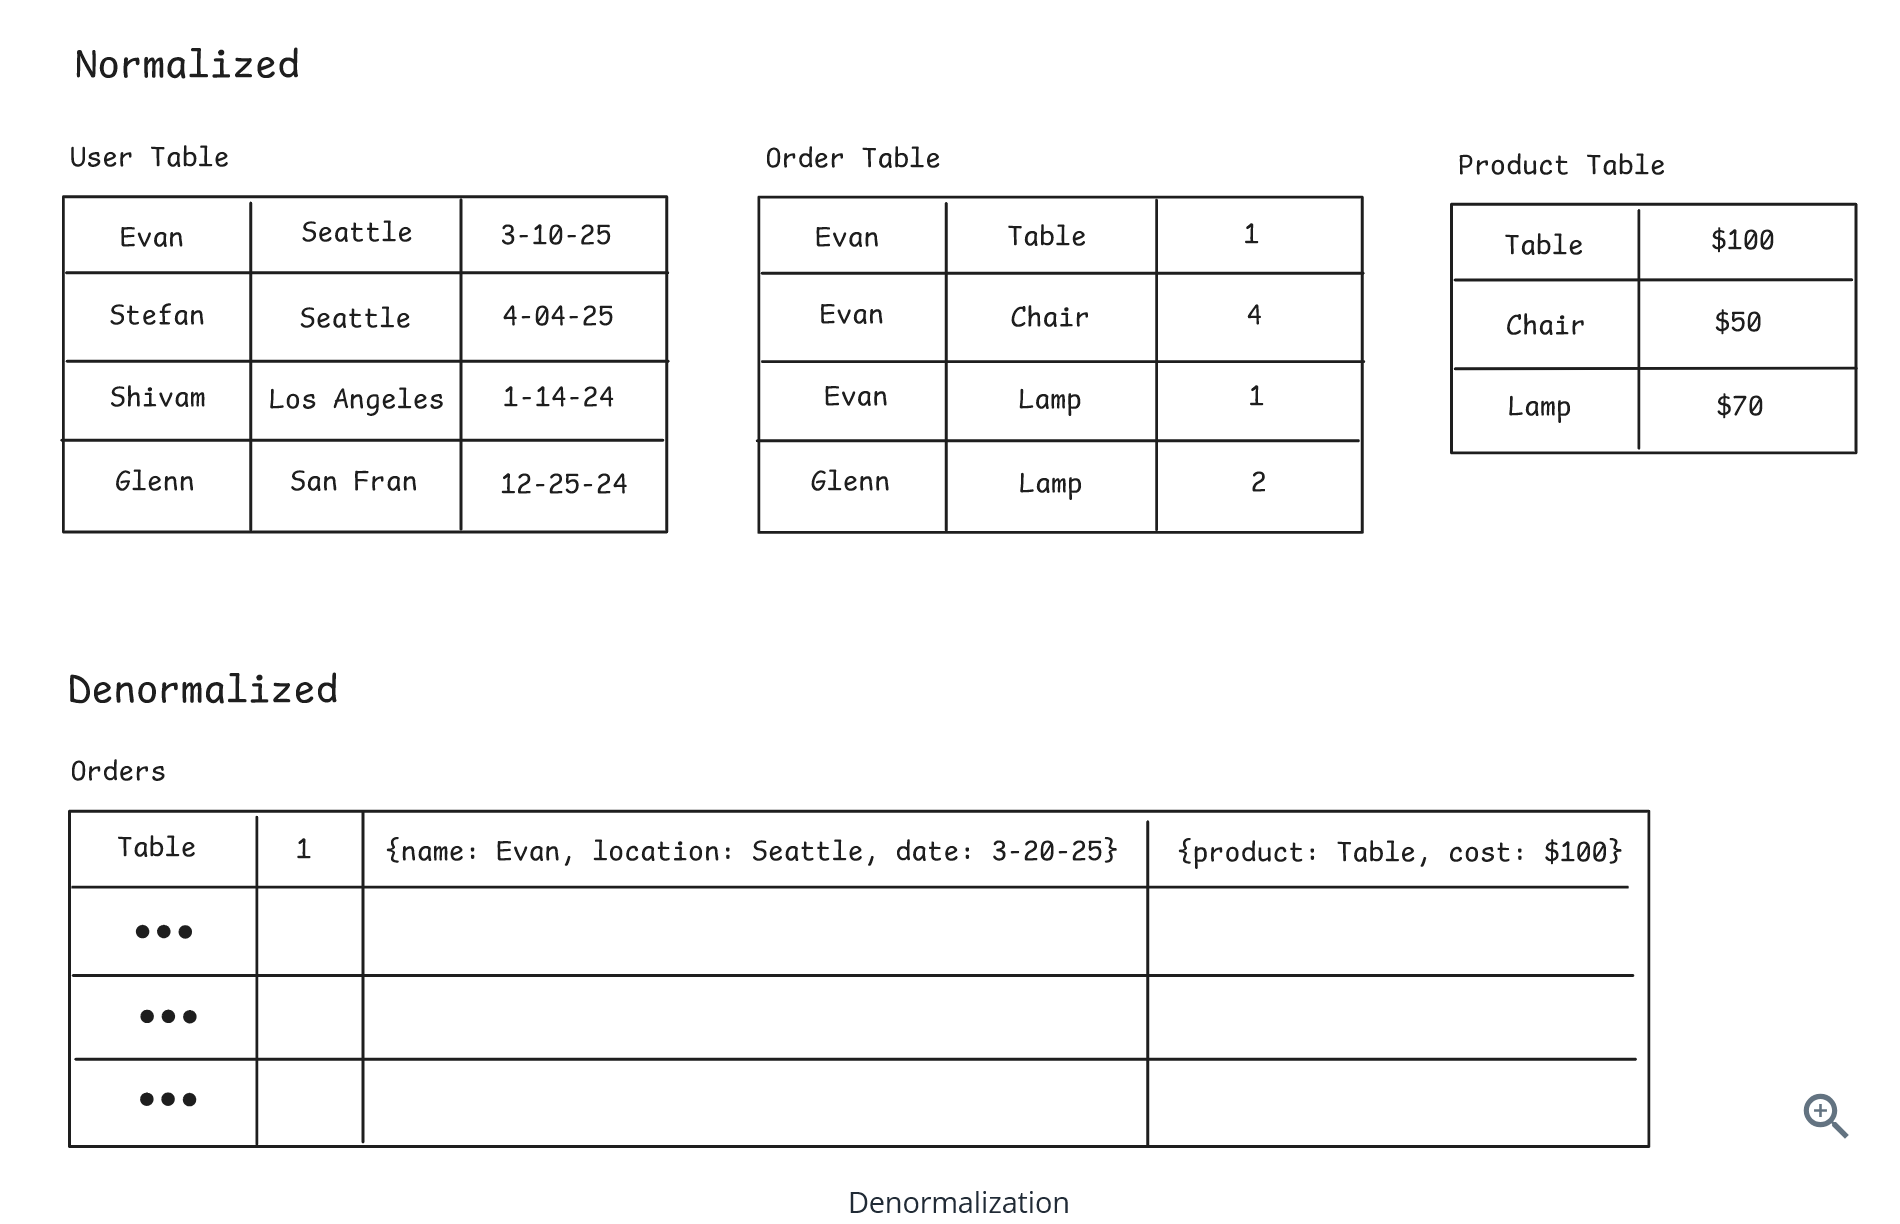 Normalized
User Table
Evan Seattle 3-10-25
Stefan Seattle 4-04-25
Shivam Los Angeles 1-14-24
Glenn San Fran 12-25-24
Order Table
Evan Table 1
Evan Chair 4
Evan Lamp 1
Glenn Lamp 2
Product Table
Table $100
Chair $50
Lamp $70
Denormalized
Orders
Table 1 {name: Evan, location: Seattle, date: 3-20-25} {product: Table, cost: $100}
•••
•••
•••
Denormalization